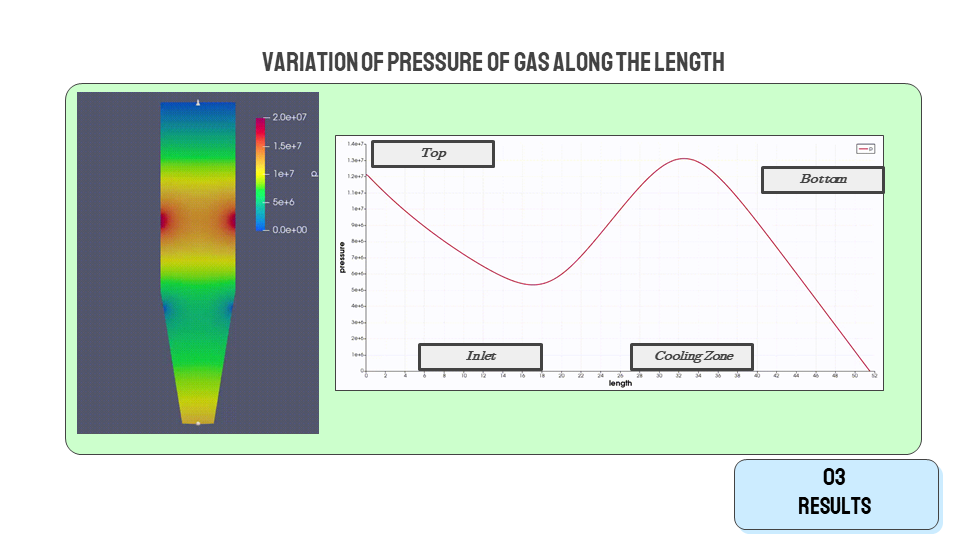 VARIATION OF PRESSURE OF GAS ALONG THE LENGTH
2.0e+07
1.5e+7
1e+7
5e+6
0.0e+00
p
Top
Bottom
Inlet
Cooling Zone
p
1.4e+7
1.3e+7
1.2e+7
1.1e+7
1e+7
9e+6
8e+6
7e+6
6e+6
5e+6
4e+6
3e+6
2e+6
1e+6
0
pressure
0 2 4 6 8 10 12 14 16 18 20 22 24 26 28 30 32 34 36 38 40 42 44 46 48 50 52
length
03
RESULTS